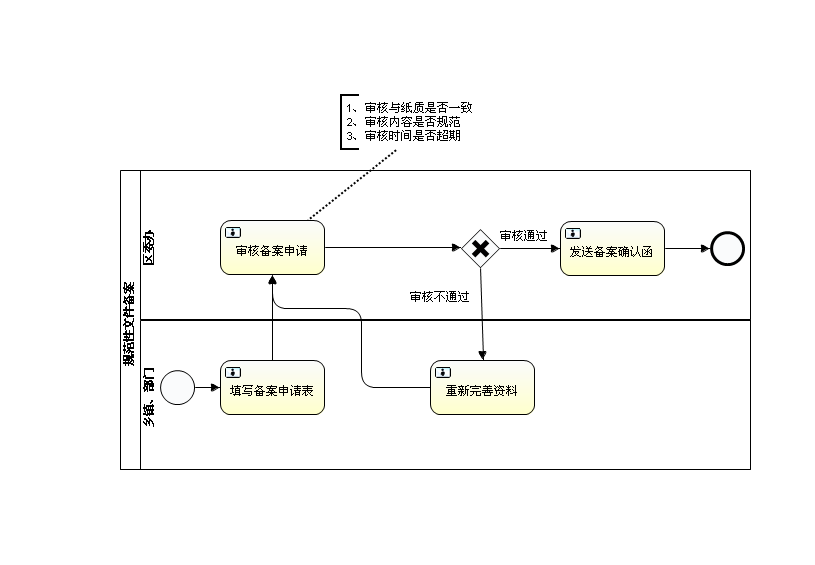 1、审核与纸质是否一致
2、审核内容是否规范
3、审核时间是否超期
规范性文件备案
区委办
审核备案申请
审核通过
发送备案确认函
审核不通过
乡镇、部门
填写备案申请表
重新完善资料